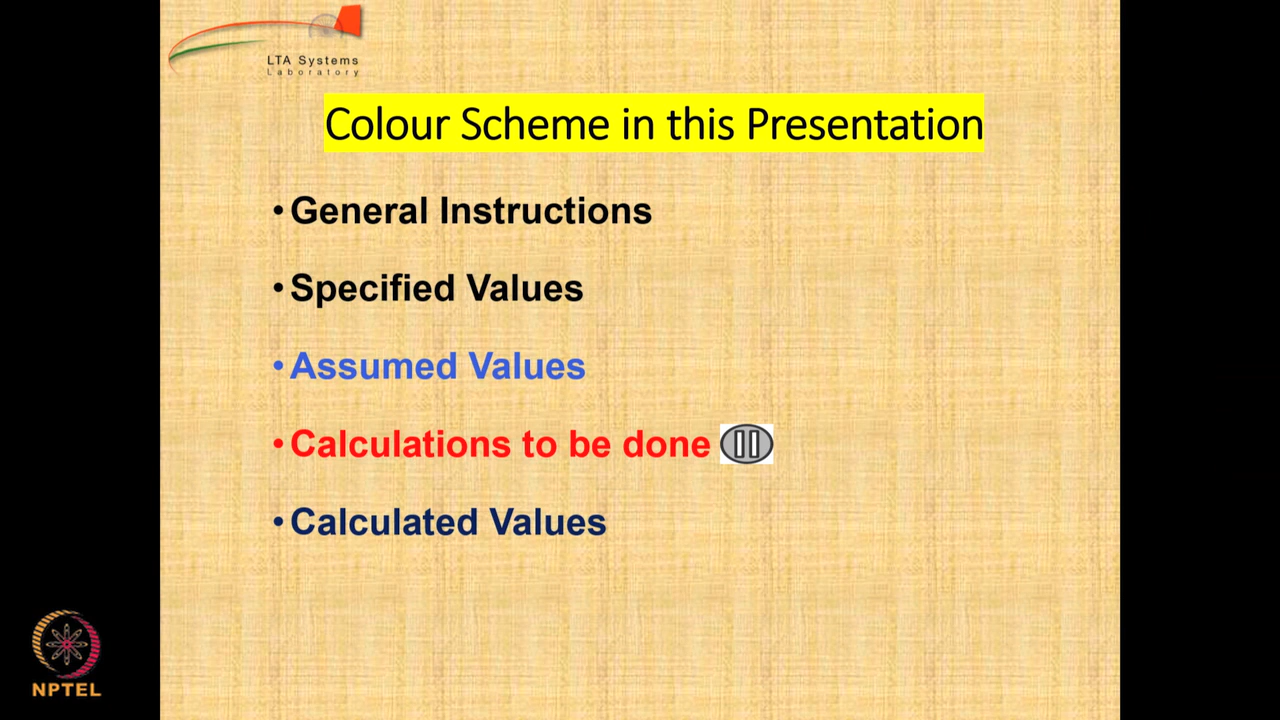 LTA Systems
Laboratory
Colour Scheme in this Presentation
• General Instructions
• Specified Values
• Assumed Values
• Calculations to be done
• Calculated Values
NPTEL